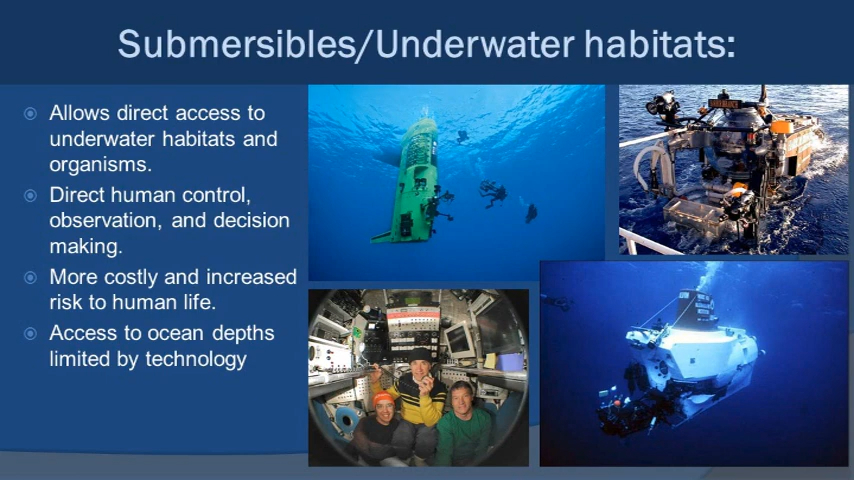 Submersibles/Underwater habitats:
Allows direct access to
underwater habitats and
organisms.
Direct human control,
observation, and decision
making.
More costly and increased
risk to human life.
Access to ocean depths
limited by technology